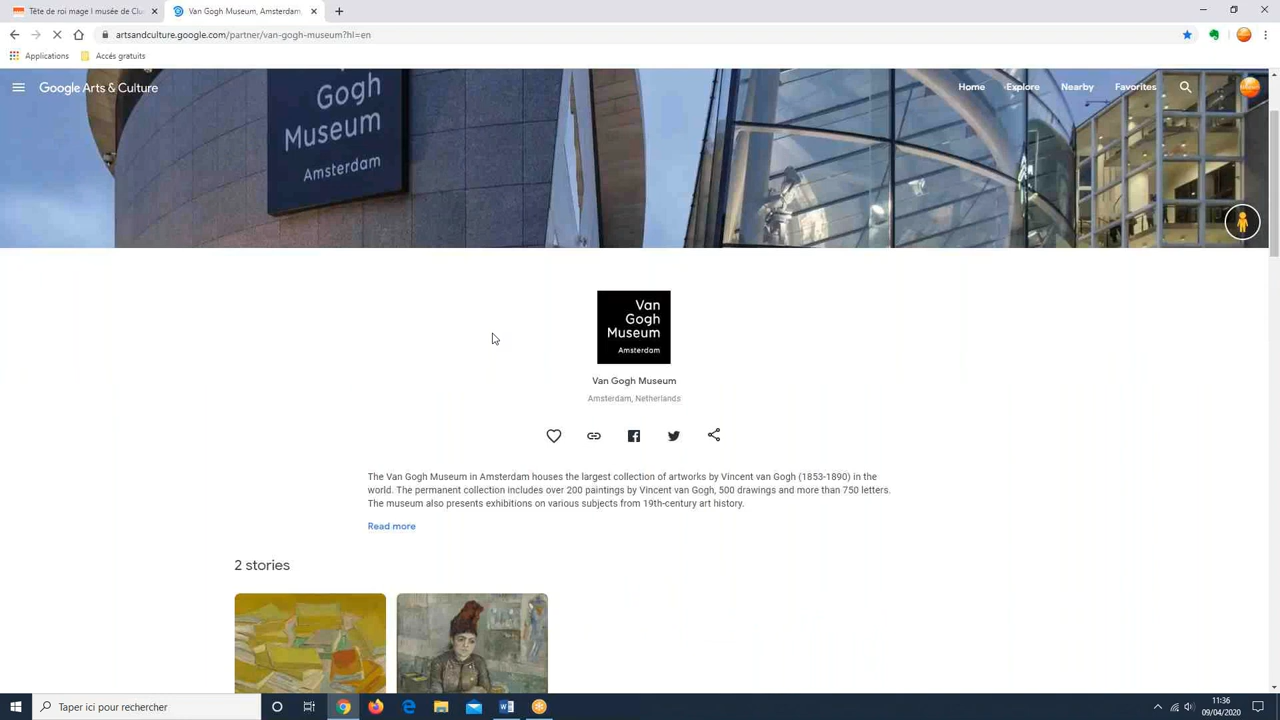 Tête de roi mage l musée de Clu
Van Gogh Museum, Amsterdam,
artsandculture.google.com/partner/van-gogh-museum?hl=en
Applications
Accés gratuits
Google Arts & Culture
Home
Explore
Nearby
Favorites
Gogh
Museum
Amsterdam
Van
Gogh
Museum
Amsterdam
Van Gogh Museum
Amsterdam, Netherlands
The Van Gogh Museum in Amsterdam houses the largest collection of artworks by Vincent van Gogh (1853-1890) in the
world. The permanent collection includes over 200 paintings by Vincent van Gogh, 500 drawings and more than 750 letters.
The museum also presents exhibitions on various subjects from 19th-century art history.
Read more
2 stories
Taper ici pour rechercher
11:36
09/04/2020